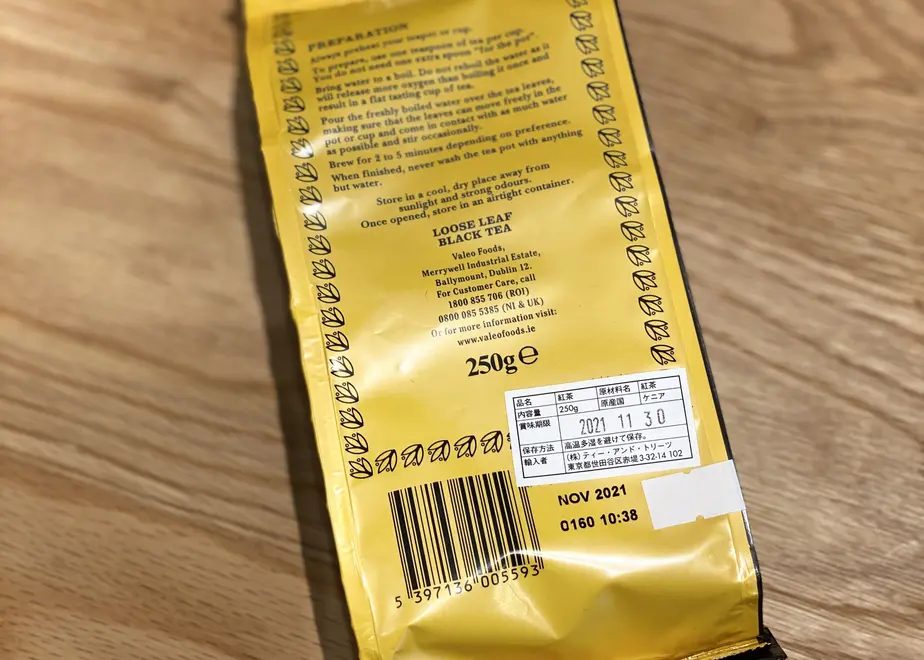 PREPARATION
Always preheat your teapot or cup.
To prepare, use one teaspoon of tea per cup.
You do not need one extra spoon "for the pot".
Bring water to a boil. Do not reboil the water as it
will release more oxygen than boiling it once and
result in a flat tasting cup of tea.
Pour the freshly boiled water over the tea leaves,
making sure that the leaves can move freely in the
pot or cup and come in contact with as much water
as possible and stir occasionally.
Brew for 2 to 5 minutes depending on preference.
When finished, never wash the tea pot with anything
but water.
Store in a cool, dry place away from
sunlight and strong odours.
Once opened, store in an airtight container.
LOOSE LEAF
BLACK TEA
Valeo Foods,
Merrywell Industrial Estate,
Ballymount, Dublin 12.
For Customer Care, call
1800 855 706 (ROI)
0800 085 5385 (NI & UK)
Or for more information visit:
www.valeofoods.ie
250g℮
品名 紅茶 原材料名 紅茶
内容量 250g 原産国 ケニア
賞味期限 2021 11 30
保存方法 高温多湿を避けて保存。
輸入者 (株)ティー・アンド・トリーツ
東京都世田谷区赤堤3-32-14 102
NOV 2021
0160 10:38
5 397136 005593